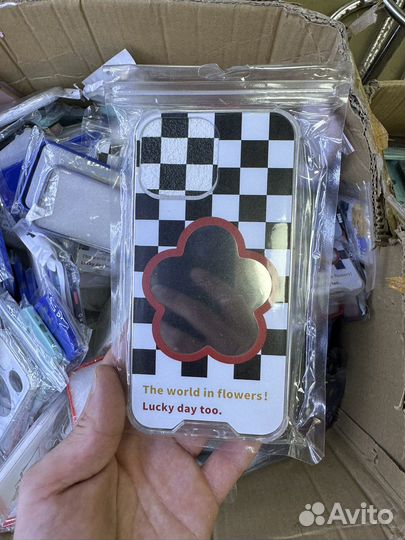 The world in flowers!
Lucky day too.
Avito